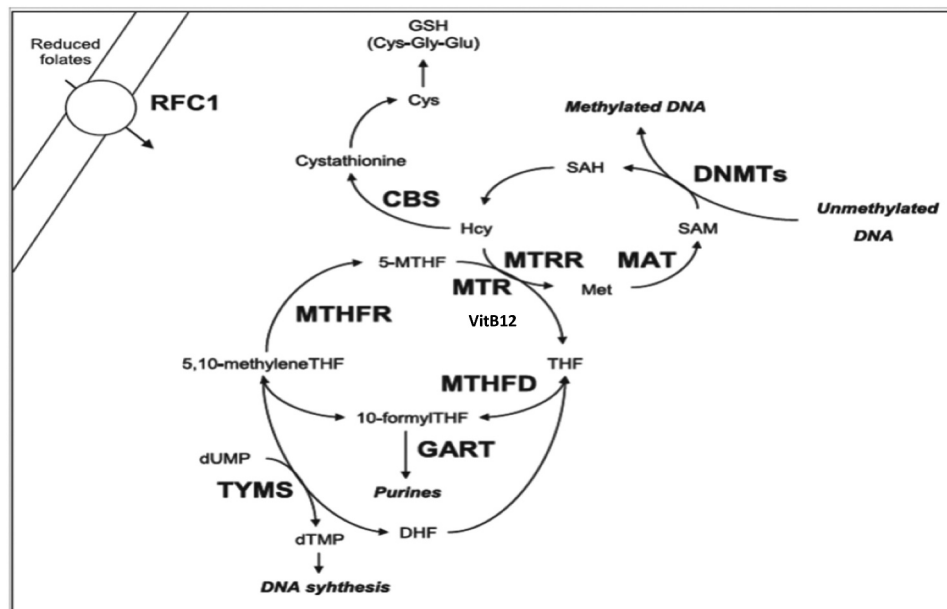 GSH
(Cys-Gly-Glu)
Reduced
folates
RFC1
Cys
Methylated DNA
Cystathionine
SAH
DNMTs
CBS
Unmethylated
DNA
Hcy
SAM
5-MTHF
MTRR
MAT
MTR
Met
MTHFR
VitB12
5,10-methyleneTHF
THF
MTHFD
10-formylTHF
GART
dUMP
TYMS
Purines
DHF
dTMP
DNA syhthesis